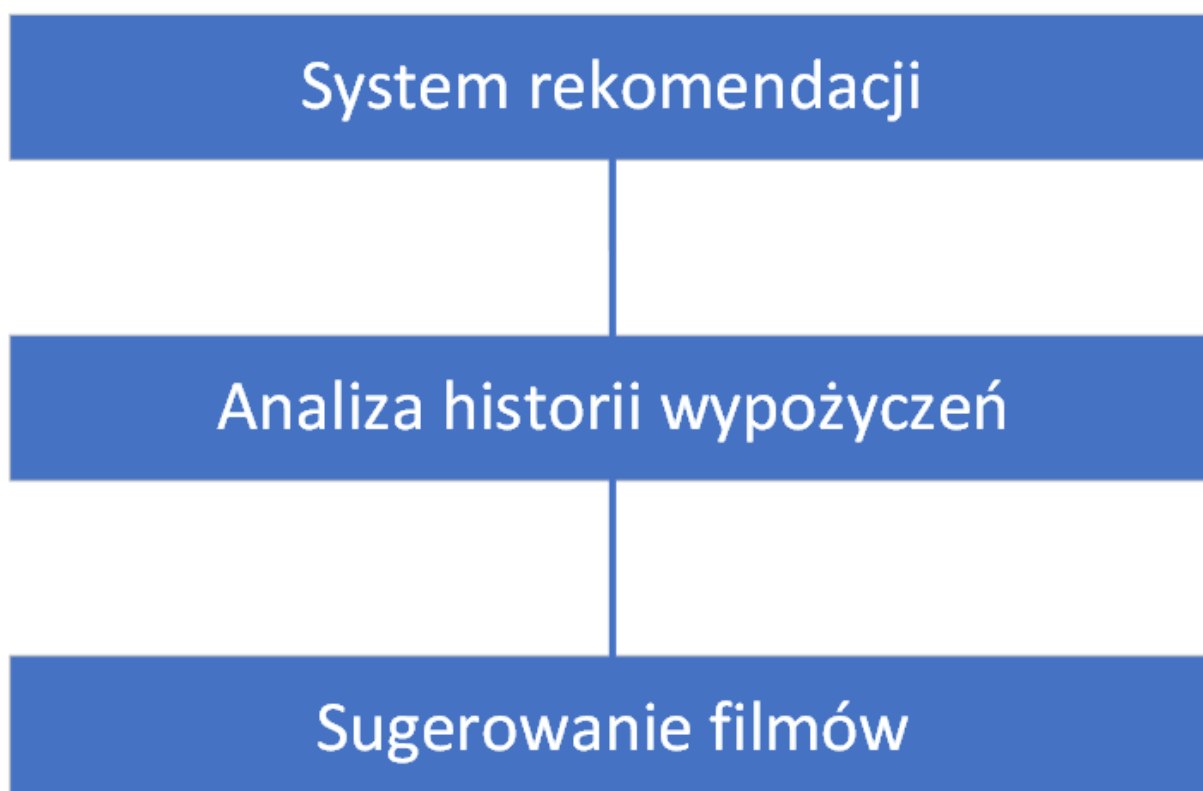 System rekomendacji
Analiza historii wypożyczeń
Sugerowanie filmów